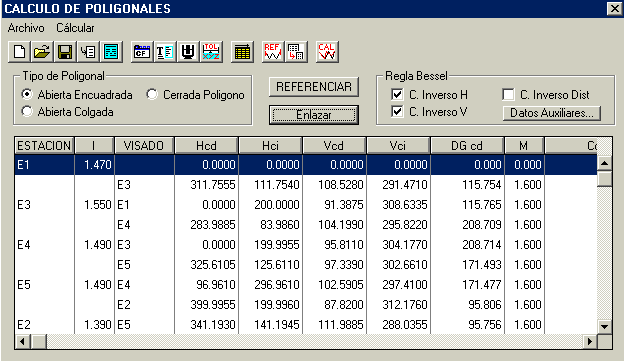 CALCULO DE POLIGONALES
Archivo Cálcular
CF T TOL REF CAL
Tipo de Poligonal
Abierta Encuadrada Cerrada Poligono
Abierta Colgada
REFERENCIAR
Enlazar
Regla Bessel
C. Inverso H C. Inverso Dist
C. Inverso V Datos Auxiliares...
ESTACION I VISADO Hcd Hci Vcd Vci DG cd M Co
E1 1.470 0.0000 0.0000 0.0000 0.0000 0.000 0.000
E3 311.7555 111.7540 108.5280 291.4710 115.754 1.600
E3 1.550 E1 0.0000 200.0000 91.3875 308.6335 115.765 1.600
E4 283.9885 83.9860 104.1990 295.8220 208.709 1.600
E4 1.490 E3 0.0000 199.9955 95.8110 304.1770 208.714 1.600
E5 325.6105 125.6110 97.3390 302.6610 171.493 1.600
E5 1.490 E4 96.9610 296.9610 102.5905 297.4100 171.477 1.600
E2 399.9955 199.9960 87.8200 312.1760 95.806 1.600
E2 1.390 E5 341.1930 141.1945 111.9885 288.0355 95.756 1.600